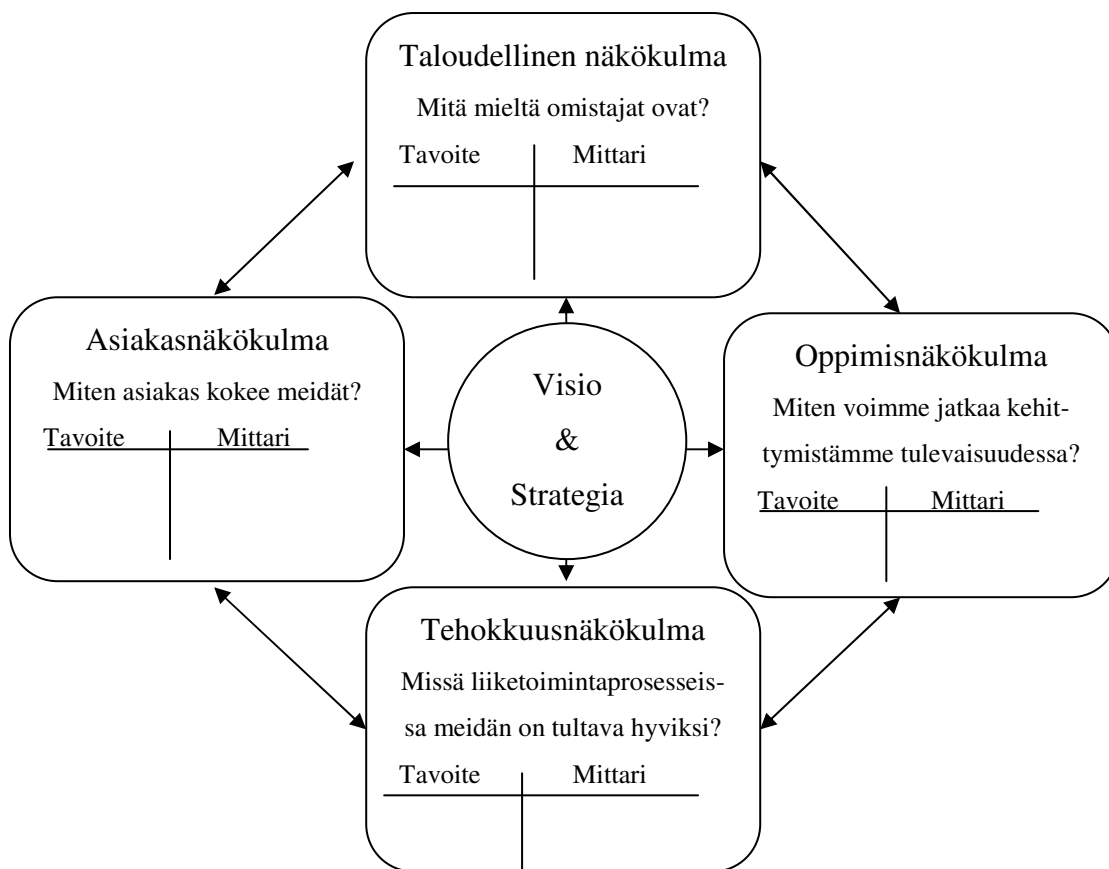 Taloudellinen näkökulma
Mitä mieltä omistajat ovat?
Tavoite Mittari
Asiakasnäkökulma
Miten asiakas kokee meidät?
Tavoite Mittari
Visio
&
Strategia
Oppimisnäkökulma
Miten voimme jatkaa kehit-
tymistämme tulevaisuudessa?
Tavoite Mittari
Tehokkuusnäkökulma
Missä liiketoimintaprosesseis-
sa meidän on tultava hyviksi?
Tavoite Mittari